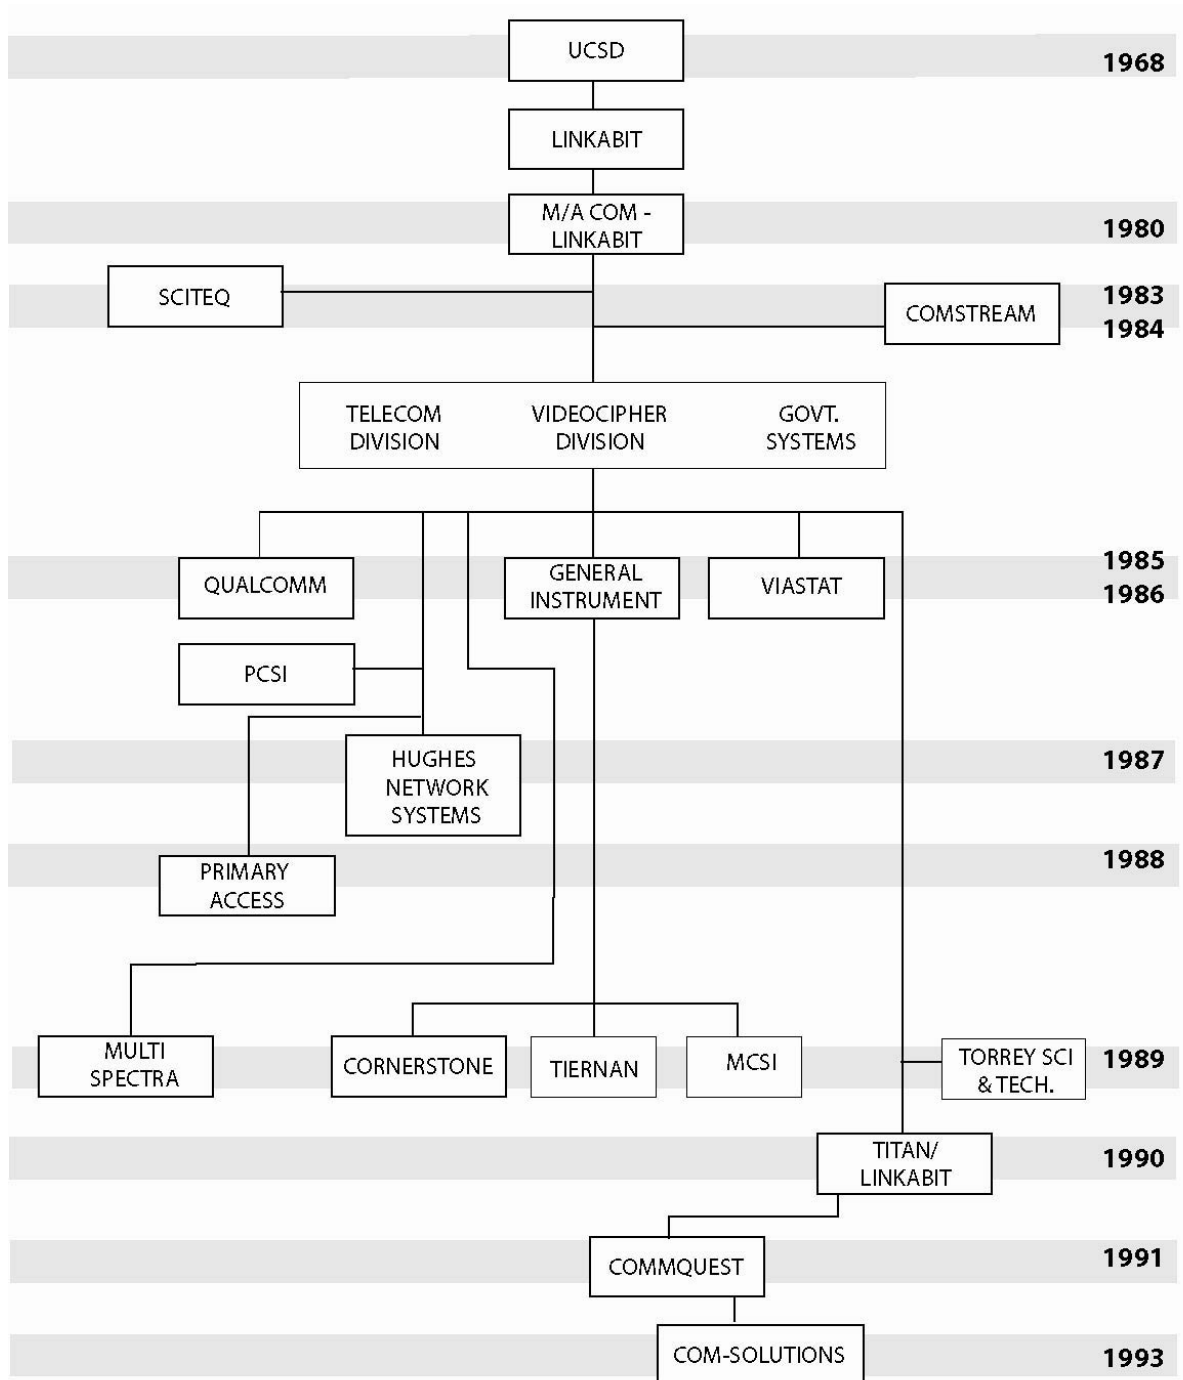 UCSD
1968
LINKABIT
M/A COM -
LINKABIT
1980
SCITEQ
1983
COMSTREAM
1984
TELECOM
DIVISION
VIDEOCIPHER
DIVISION
GOVT.
SYSTEMS
QUALCOMM
GENERAL
INSTRUMENT
VIASTAT
1985
1986
PCSI
HUGHES
NETWORK
SYSTEMS
1987
PRIMARY
ACCESS
1988
MULTI
SPECTRA
CORNERSTONE
TIERNAN
MCSI
TORREY SCI
& TECH.
1989
TITAN/
LINKABIT
1990
COMMQUEST
1991
COM-SOLUTIONS
1993